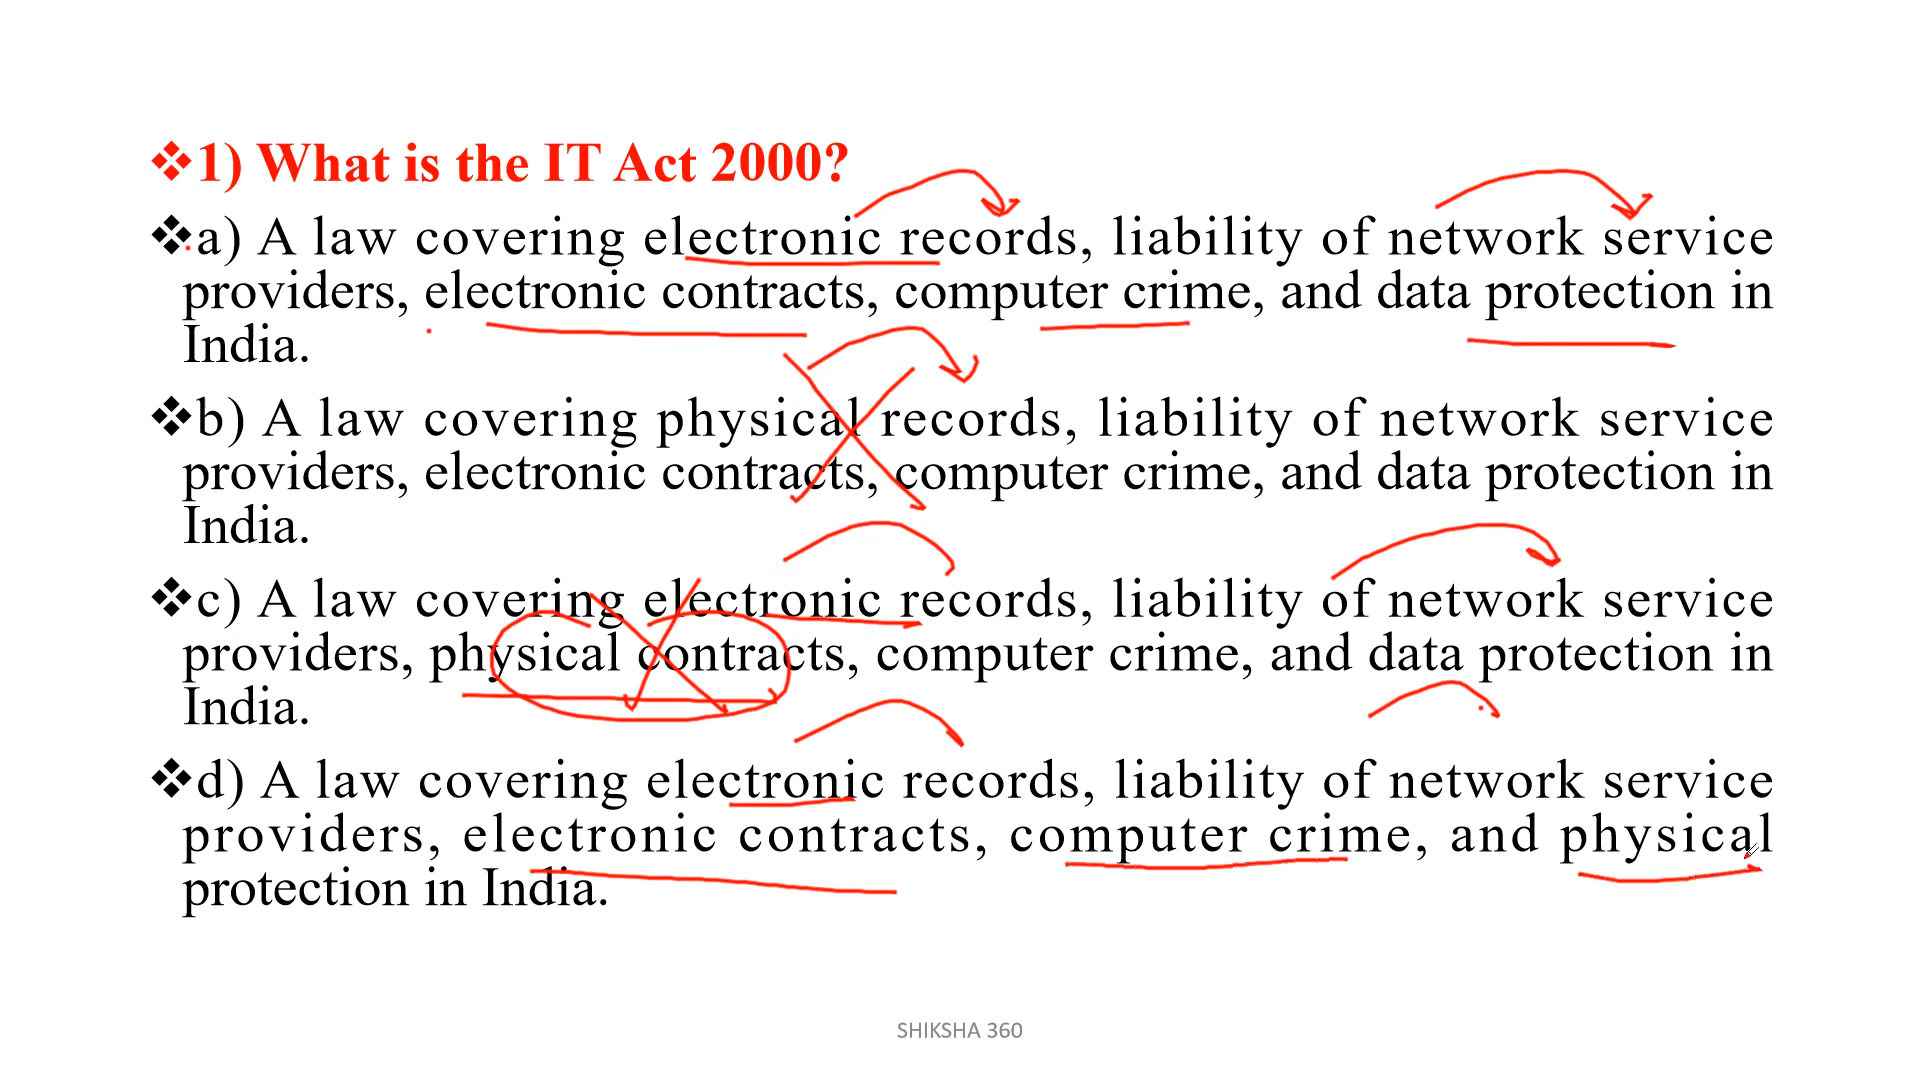 ❖1) What is the IT Act 2000?
❖a) A law covering electronic records, liability of network service
providers, electronic contracts, computer crime, and data protection in
India.
❖b) A law covering physical records, liability of network service
providers, electronic contracts, computer crime, and data protection in
India.
❖c) A law covering electronic records, liability of network service
providers, physical contracts, computer crime, and data protection in
India.
❖d) A law covering electronic records, liability of network service
providers, electronic contracts, computer crime, and physical
protection in India.
SHIKSHA 360